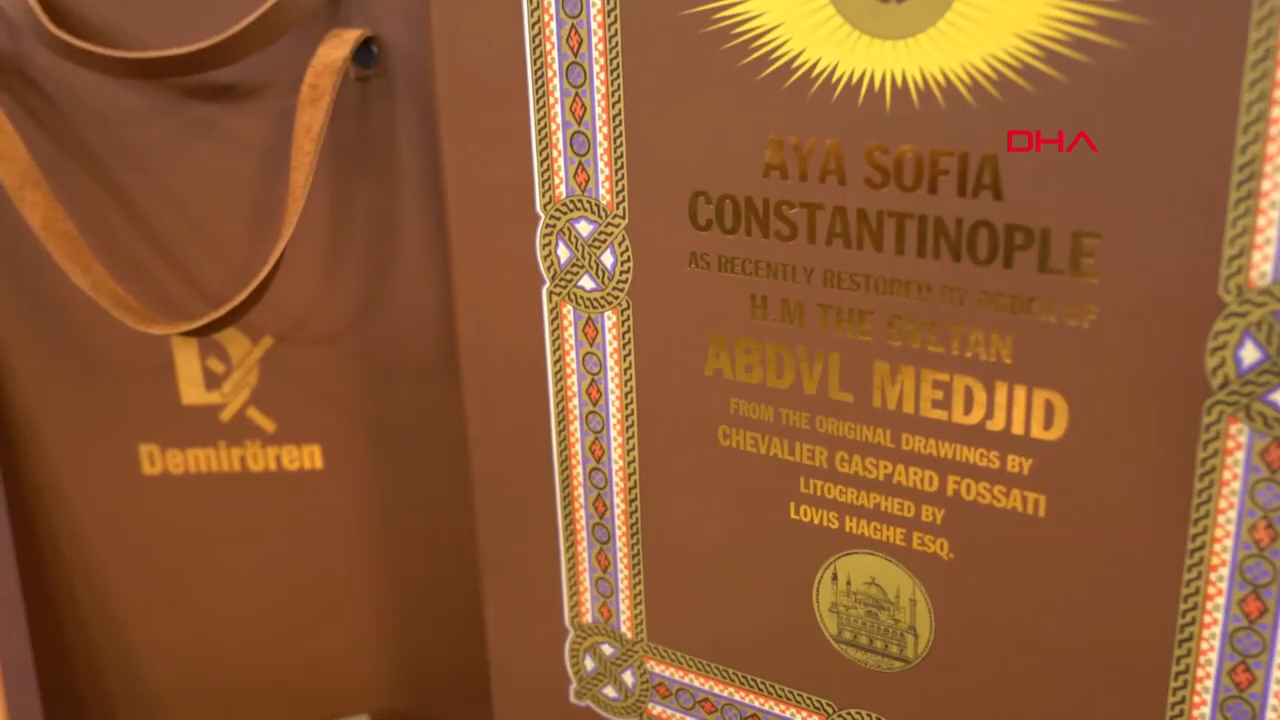 DHA
AYA SOFIA
CONSTANTINOPLE
AS RECENTLY RESTORED BY ORDER OF
H.M THE SVLTAN
ABDVL MEDJID
FROM THE ORIGINAL DRAWINGS BY
CHEVALIER GASPARD FOSSATI
LITOGRAPHED BY
LOVIS HAGHE ESQ.
D
Demirören